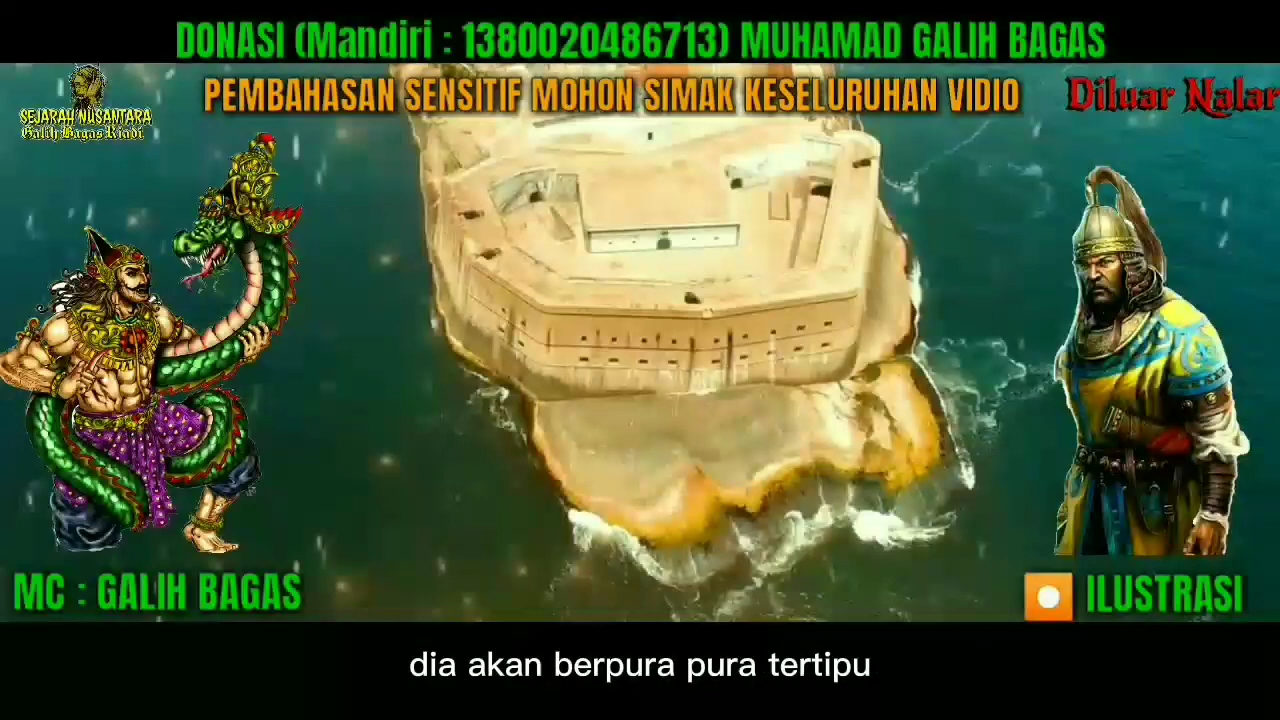 DONASI (Mandiri : 1380020486713) MUHAMAD GALIH BAGAS
PEMBAHASAN SENSITIF MOHON SIMAK KESELURUHAN VIDIO
Diluar Nalar
SEJARAH NUSANTARA
Galih Bagas Riadi
MC : GALIH BAGAS
ILUSTRASI
dia akan berpura pura tertipu